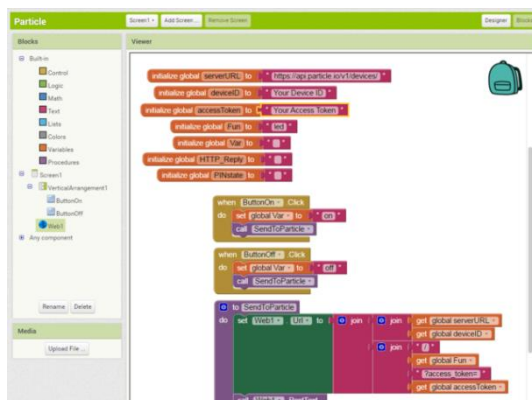 Particle
Screen1 Add Screen ... Remove Screen Designer Blocks
Blocks
Viewer
Built-in
Control
Logic
Math
Text
Lists
Colors
Variables
Procedures
Screen1
VerticalArrangement1
ButtonOn
ButtonOff
Web1
Any component
Rename Delete
Media
Upload File ...
initialize global serverURL to " https://api.particle.io/v1/devices/ "
initialize global deviceID to " Your Device ID "
initialize global accessToken to " Your Access Token "
initialize global Fun to " led "
initialize global Var to " "
initialize global HTTP_Reply to " "
initialize global PINstate to " "
when ButtonOn .Click
do set global Var to " on "
call SendToParticle
when ButtonOff .Click
do set global Var to " off "
call SendToParticle
to SendToParticle
do set Web1 . Url to join join get global serverURL
get global deviceID
join " / "
get global Fun
" ?access_token= "
get global accessToken
call Web1 .PostText